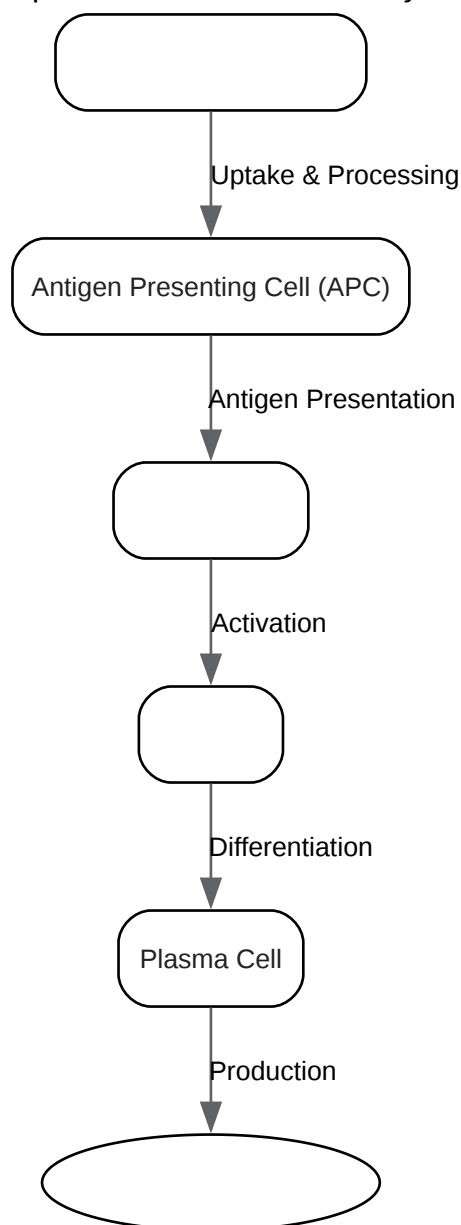 Uptake & Processing
Antigen Presenting Cell (APC)
Antigen Presentation
Activation
Differentiation
Plasma Cell
Production